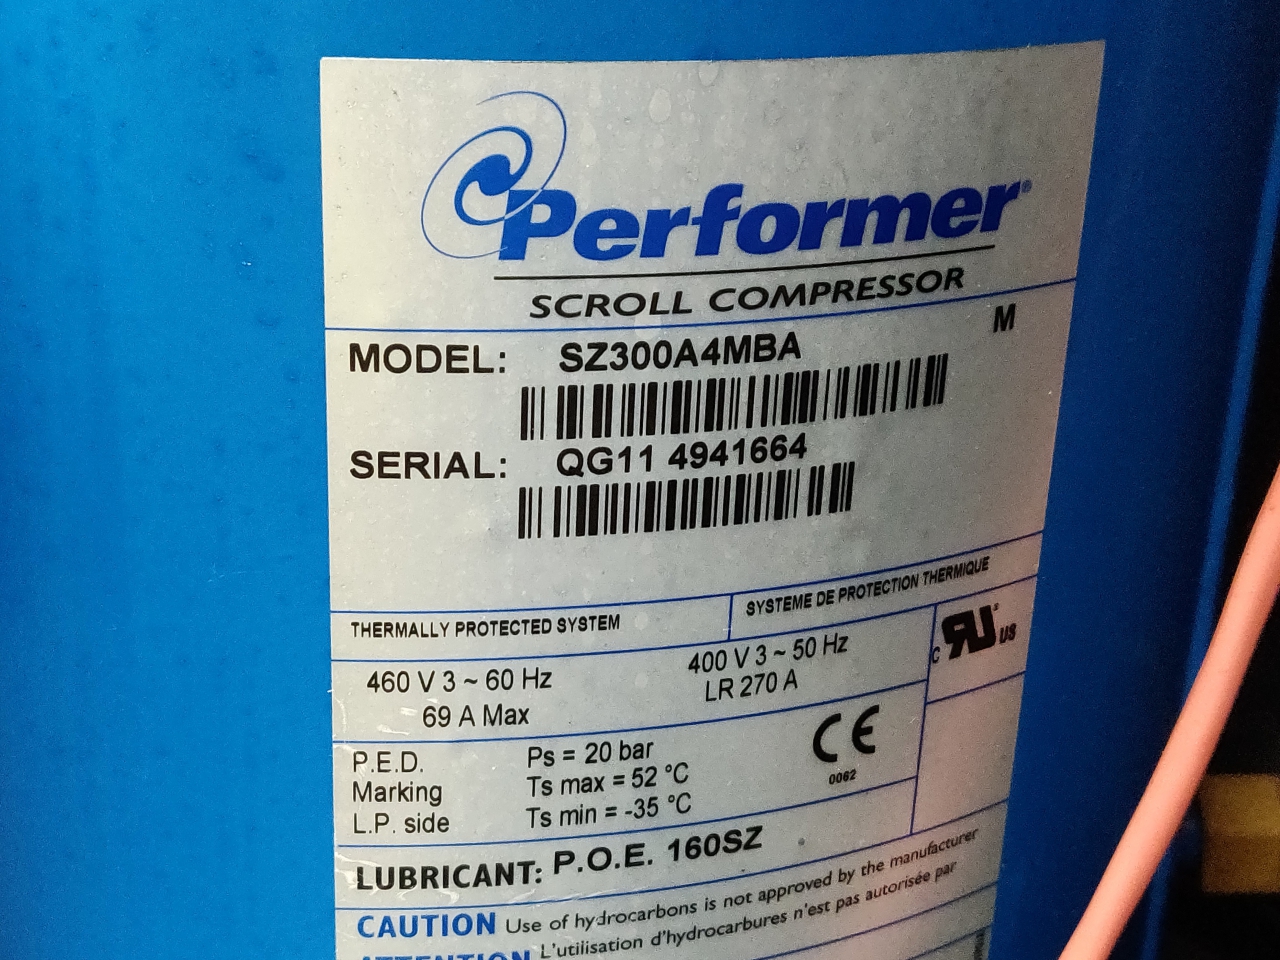 Performer®
SCROLL COMPRESSOR
M
MODEL: SZ300A4MBA
SERIAL: QG11 4941664
THERMALLY PROTECTED SYSTEM
SYSTEME DE PROTECTION THERMIQUE
460 V 3 ~ 60 Hz
69 A Max
400 V 3 ~ 50 Hz
LR 270 A
C RU US
P.E.D.
Marking
L.P. side
Ps = 20 bar
Ts max = 52 °C
Ts min = -35 °C
CE
0062
LUBRICANT: P.O.E. 160SZ
CAUTION Use of hydrocarbons is not approved by the manufacturer
ATTENTION L'utilisation d'hydrocarbures n'est pas autorisée par